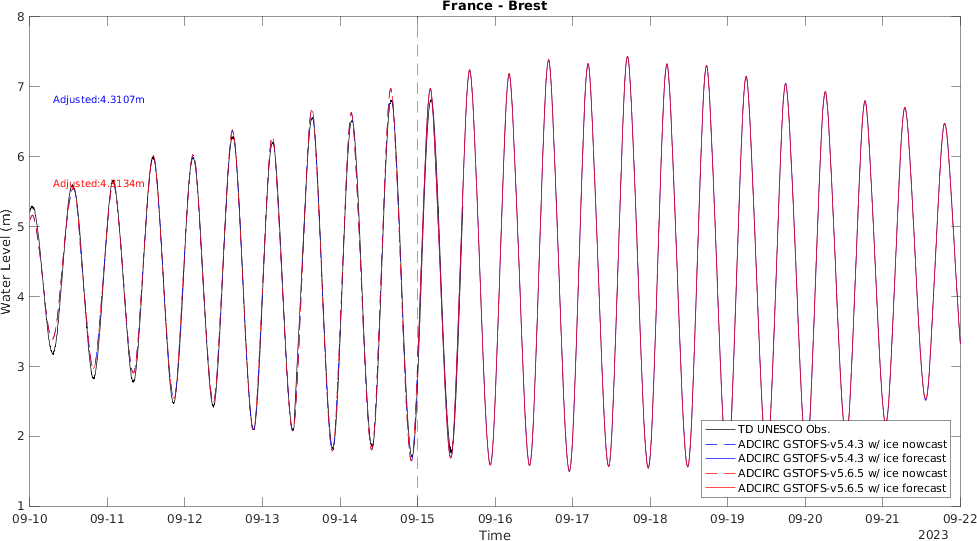 France - Brest
8
7
6
5
4
3
2
1
Water Level (m)
Adjusted:4.3107m
TD UNESCO Obs.
ADCIRC GSTOFS-v5.4.3 w/ ice nowcast
ADCIRC GSTOFS-v5.4.3 w/ ice forecast
ADCIRC GSTOFS-v5.6.5 w/ ice nowcast
ADCIRC GSTOFS-v5.6.5 w/ ice forecast
09-10 09-11 09-12 09-13 09-14 09-15 09-16 09-17 09-18 09-19 09-20 09-21 09-22
Time
2023